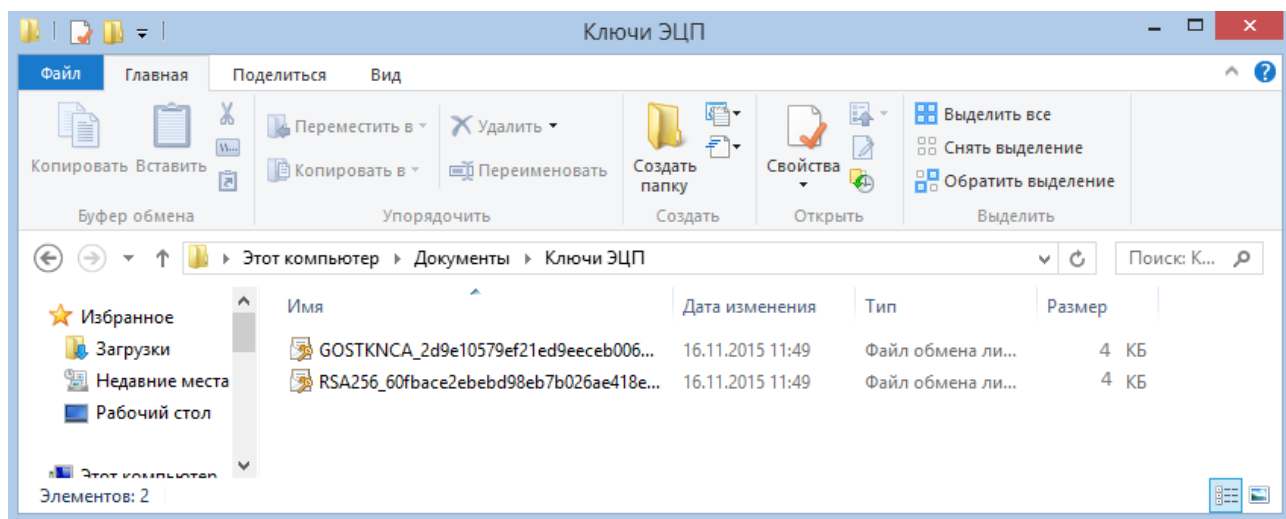 Ключи ЭЦП
Файл Главная Поделиться Вид
Копировать Вставить
Переместить в Удалить
Копировать в Переименовать
Создать папку
Свойства
Выделить все
Снять выделение
Обратить выделение
Буфер обмена Упорядочить Создать Открыть Выделить
Этот компьютер Документы Ключи ЭЦП Поиск: К...
Имя Дата изменения Тип Размер
Избранное
Загрузки
Недавние места
Рабочий стол
Этот компьютер
GOSTKNCA_2d9e10579ef21ed9eeceb006... 16.11.2015 11:49 Файл обмена ли... 4 КБ
RSA256_60fbace2ebebd98eb7b026ae418e... 16.11.2015 11:49 Файл обмена ли... 4 КБ
Элементов: 2